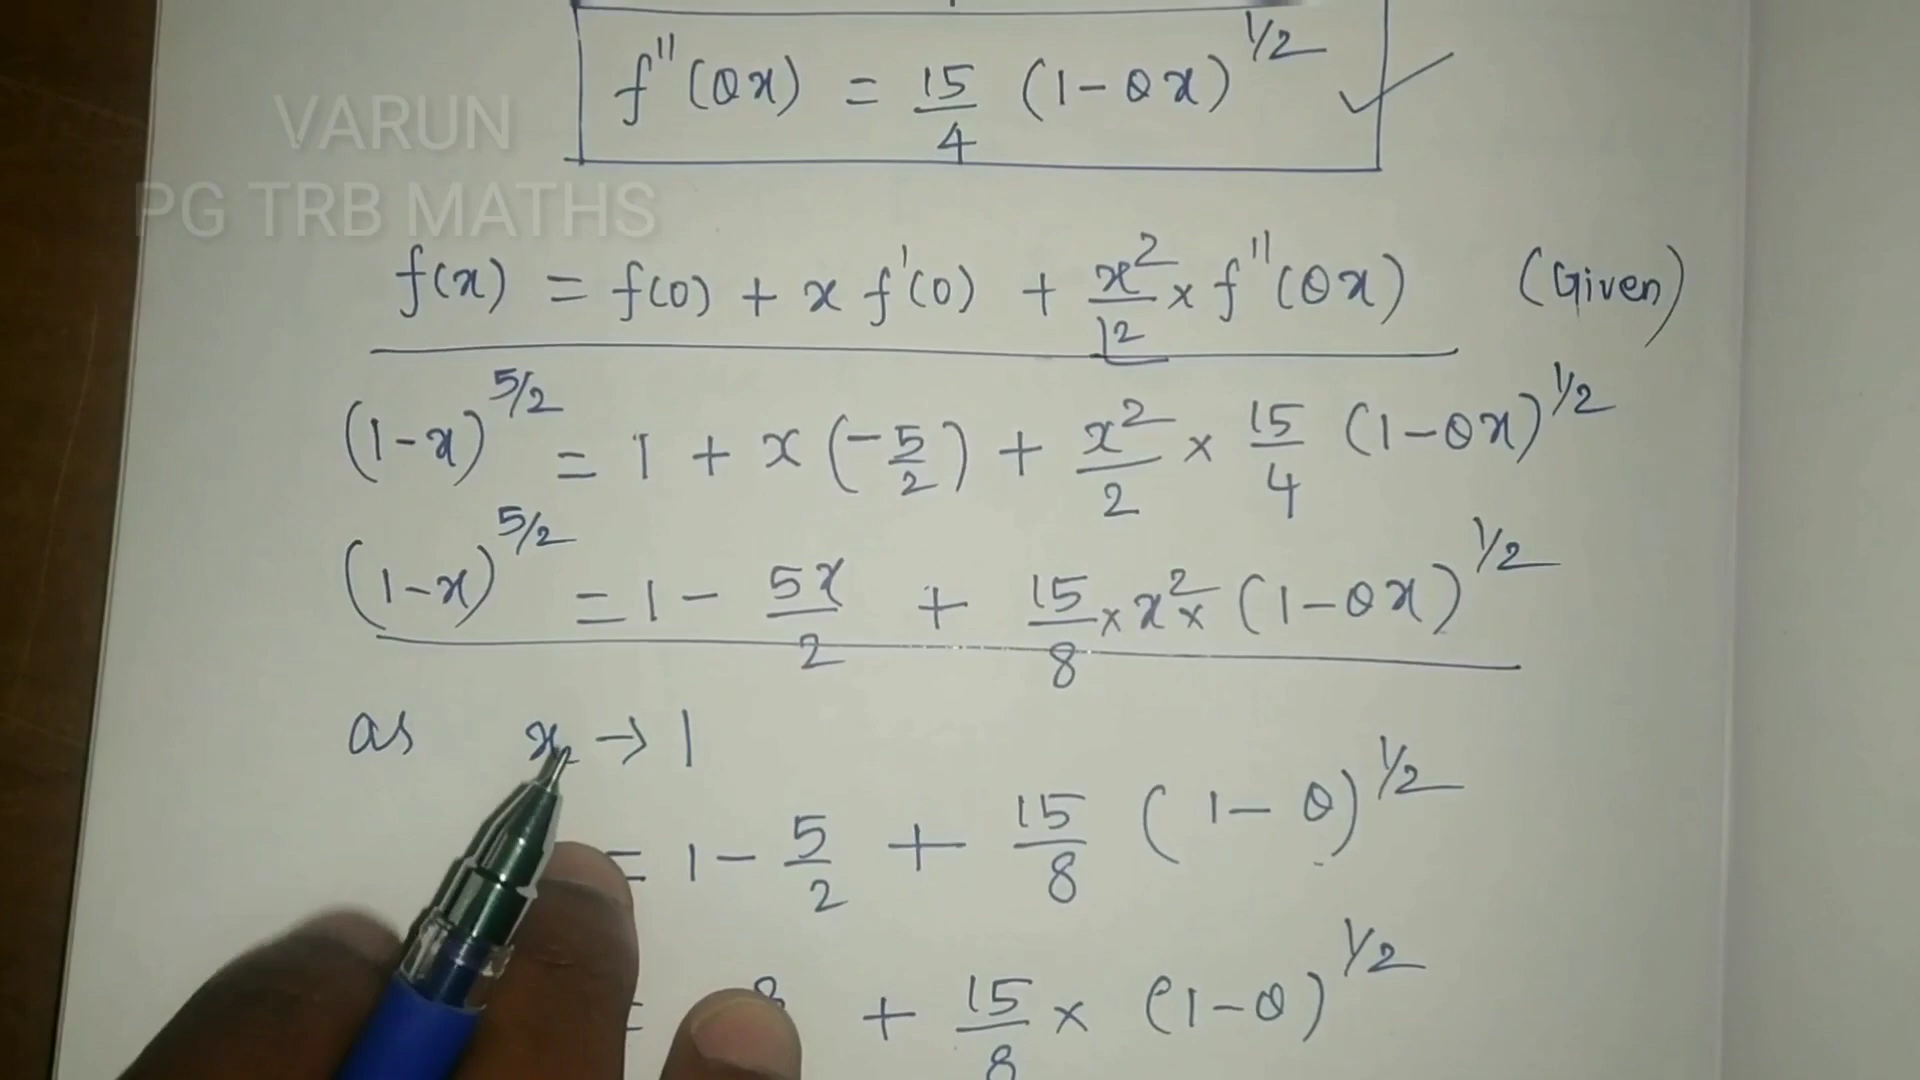 f''(θx) = 15/4 (1-θx)^1/2 ✓
VARUN
PG TRB MATHS
f(x) = f(0) + x f'(0) + x²/|2 × f''(θx) (Given)
(1-x)^5/2 = 1 + x(-5/2) + x²/2 × 15/4 (1-θx)^1/2
(1-x)^5/2 = 1 - 5x/2 + 15/8 × x² × (1-θx)^1/2
as x → 1
= 1 - 5/2 + 15/8 (1-θ)^1/2
= + 15/8 × (1-θ)^1/2